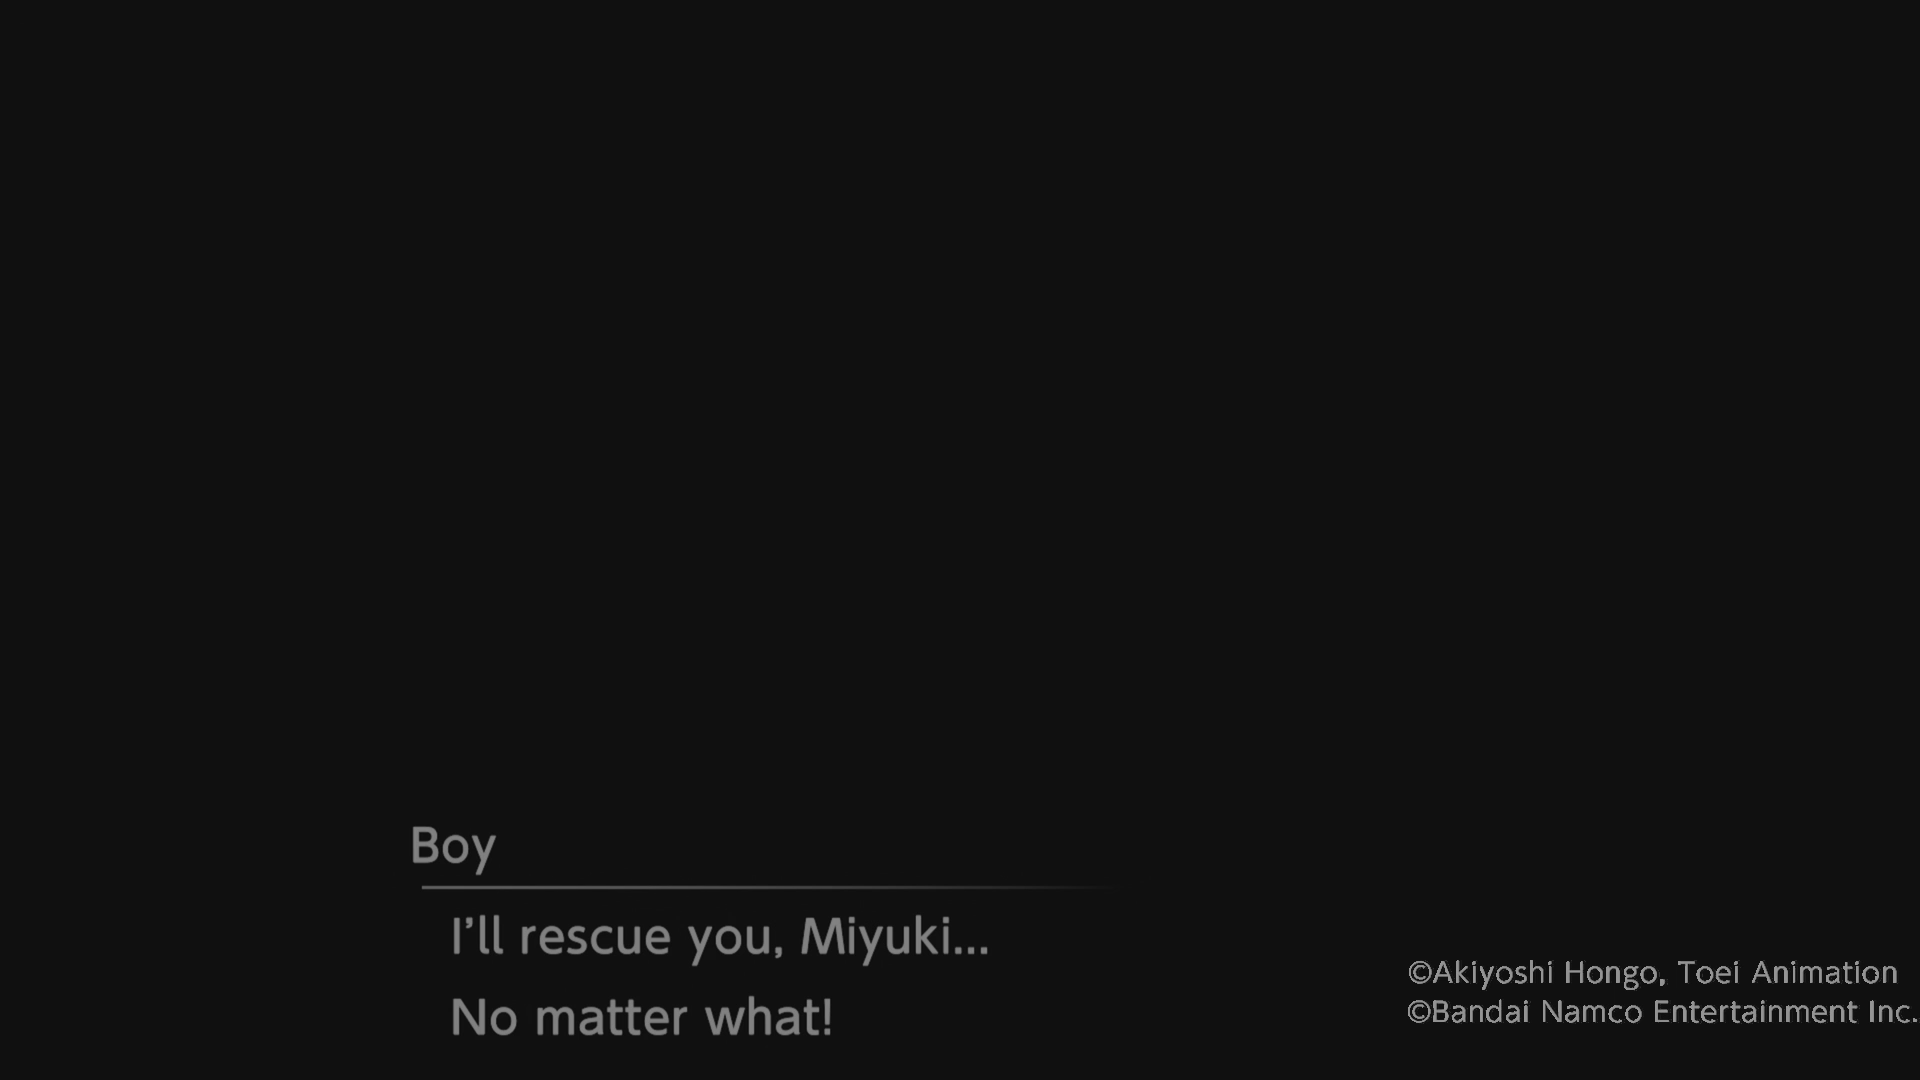 Boy
I’ll rescue you, Miyuki...
No matter what!
©Akiyoshi Hongo, Toei Animation
©Bandai Namco Entertainment Inc.